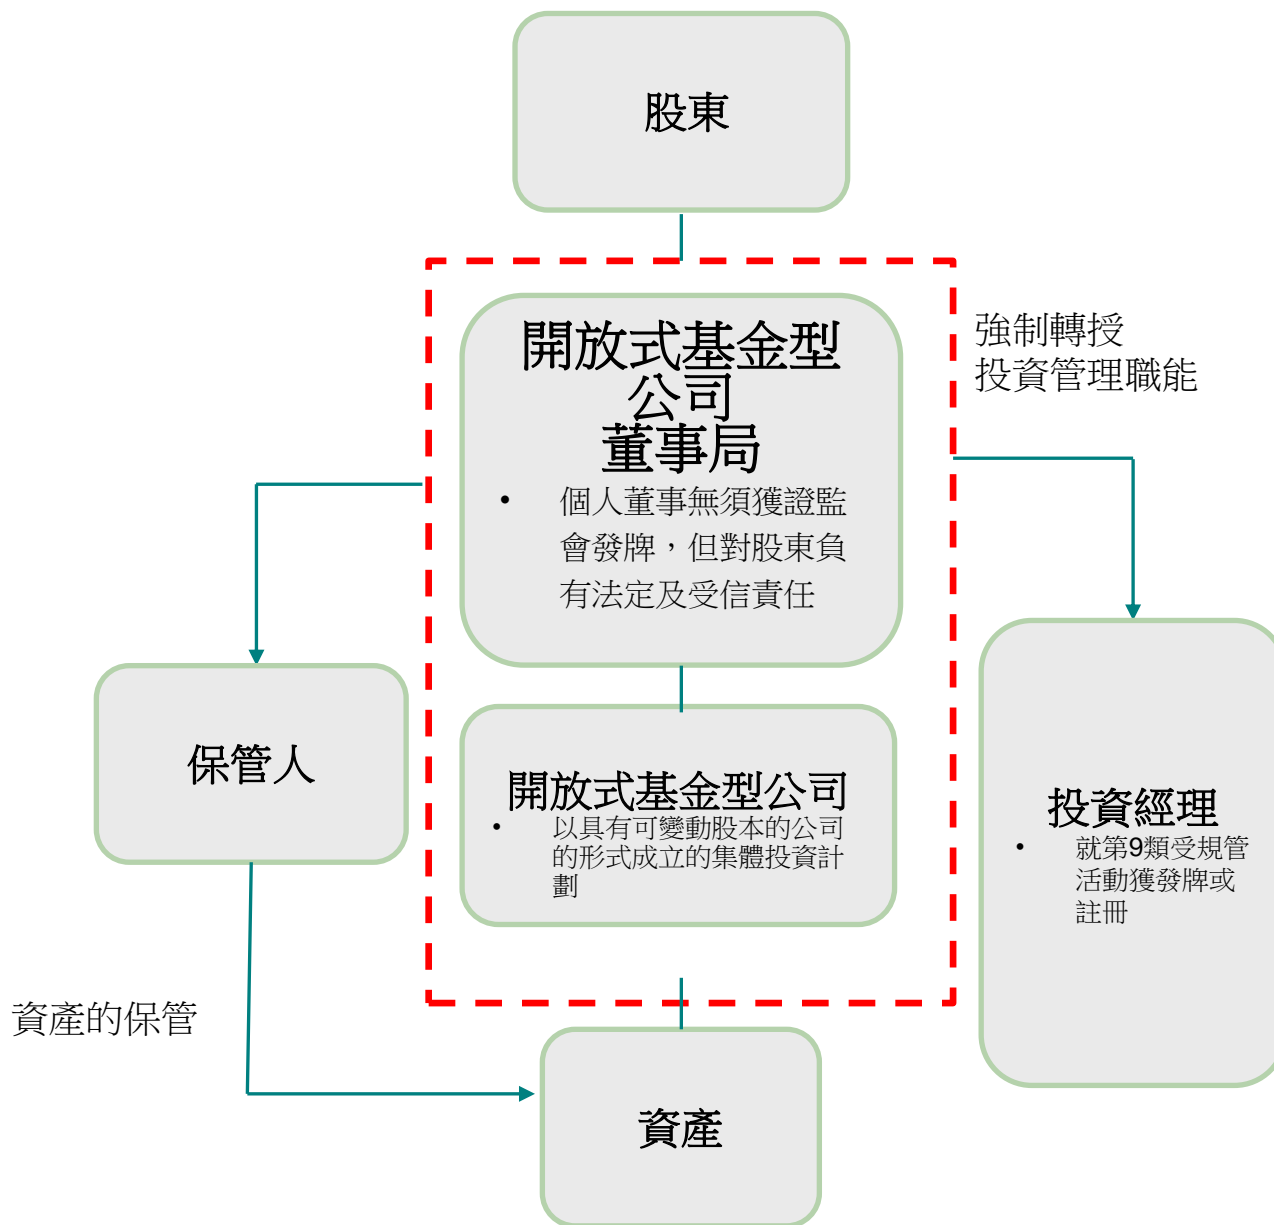 股東
強制轉授
投資管理職能
開放式基金型
公司
董事局
• 個人董事無須獲證監
會發牌，但對股東負
有法定及受信責任
保管人
開放式基金型公司
• 以具有可變動股本的公司
的形式成立的集體投資計
劃
投資經理
• 就第9類受規管
活動獲發牌或
註冊
資產的保管
資產